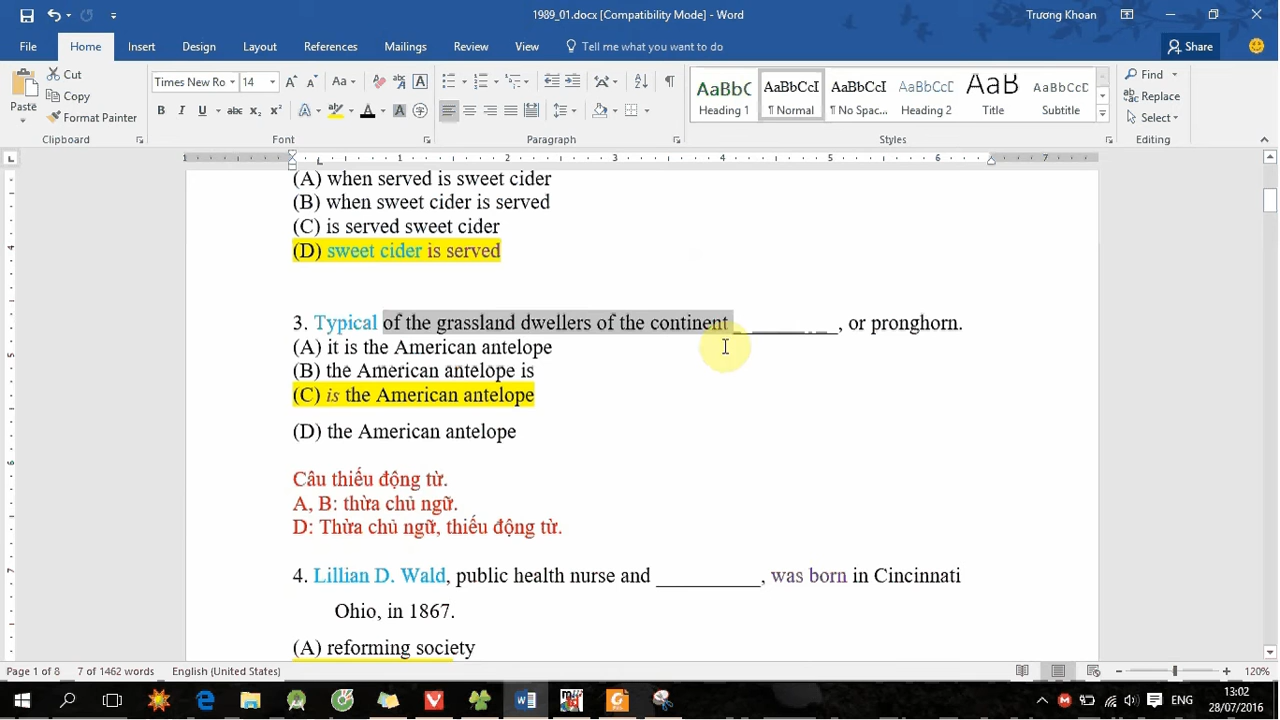 1989_01.docx [Compatibility Mode] - Word
Trương Khoan
File Home Insert Design Layout References Mailings Review View Tell me what you want to do Share
Paste
Cut
Copy
Format Painter
Clipboard
Times New Ro 14
Font
Paragraph
AaBbC AaBbCcI AaBbCcI AaBbCcD AaB AaBbCcD
Heading 1 ¶ Normal ¶ No Spac... Heading 2 Title Subtitle
Styles
Find
Replace
Select
Editing
(A) when served is sweet cider
(B) when sweet cider is served
(C) is served sweet cider
(D) sweet cider is served
3. Typical of the grassland dwellers of the continent __________, or pronghorn.
(A) it is the American antelope
(B) the American antelope is
(C) is the American antelope
(D) the American antelope
Câu thiếu động từ.
A, B: thừa chủ ngữ.
D: Thừa chủ ngữ, thiếu động từ.
4. Lillian D. Wald, public health nurse and __________, was born in Cincinnati
Ohio, in 1867.
(A) reforming society
Page 1 of 8 7 of 1462 words English (United States) 120%
ENG
13:02
28/07/2016